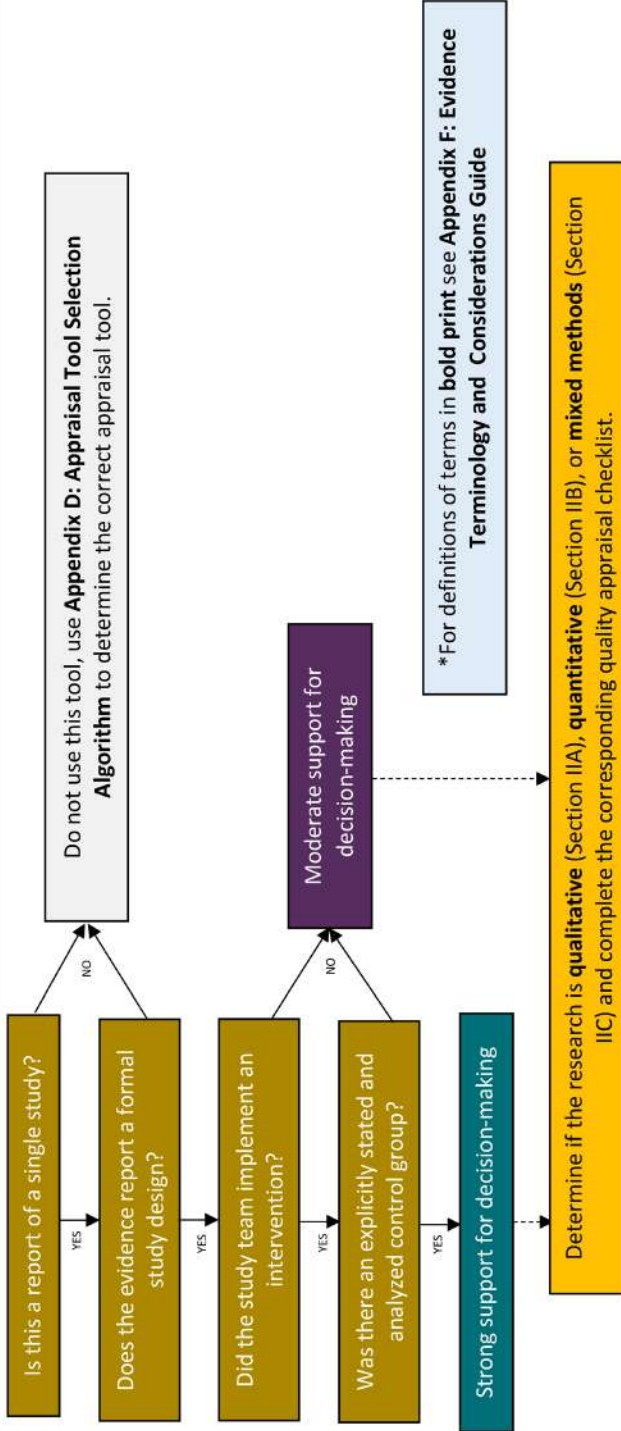 Is this a report of a single study?
YES
Does the evidence report a formal
study design?
NO
Do not use this tool, use Appendix D: Appraisal Tool Selection
Algorithm to determine the correct appraisal tool.
YES
Did the study team implement an
intervention?
YES
Was there an explicitly stated and
analyzed control group?
NO
Moderate support for
decision-making
YES
Strong support for decision-making
*For definitions of terms in bold print see Appendix F: Evidence
Terminology and Considerations Guide
Determine if the research is qualitative (Section IIA), quantitative (Section IIB), or mixed methods (Section
IIC) and complete the corresponding quality appraisal checklist.